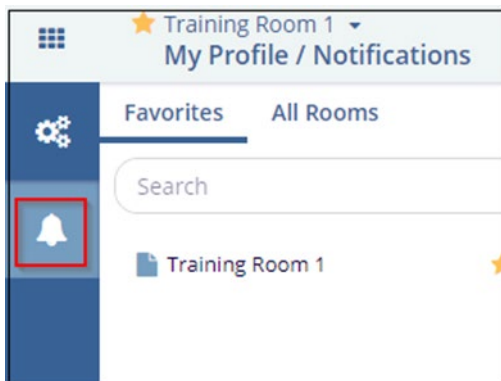 Training Room 1
My Profile / Notifications
Favorites All Rooms
Search
Training Room 1